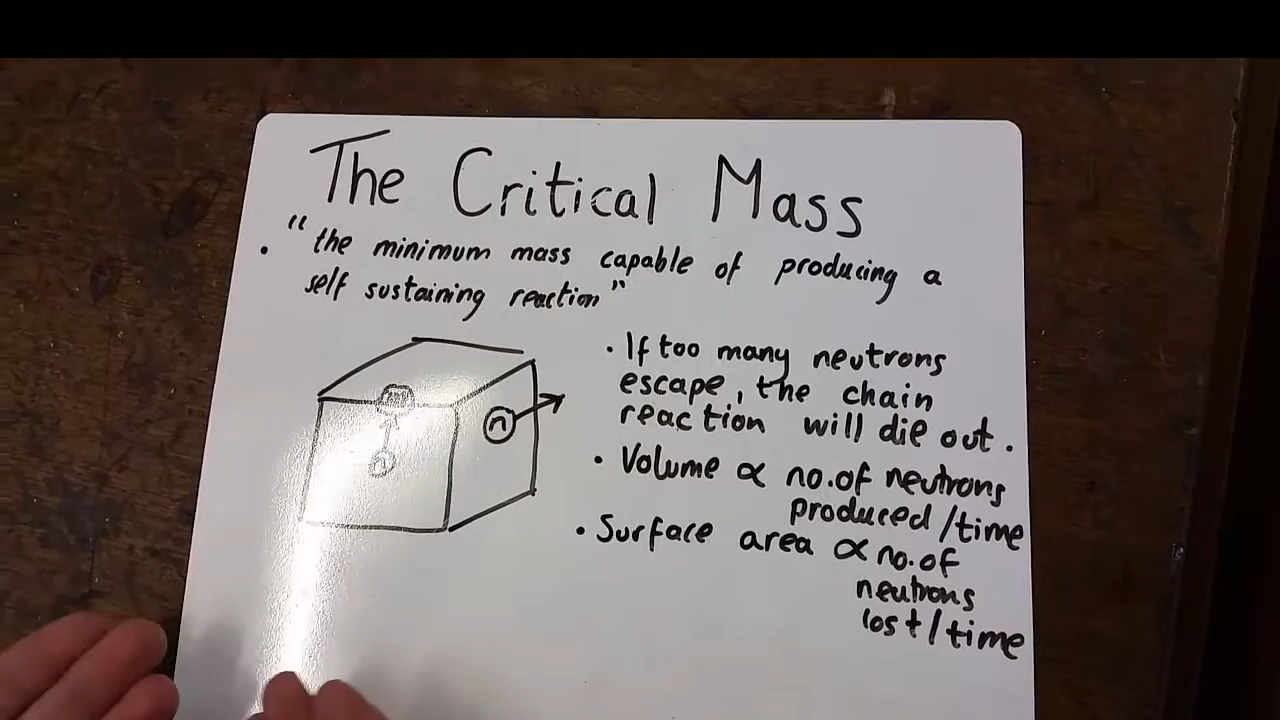 The Critical Mass
• "the minimum mass capable of producing a
self sustaining reaction"
• If too many neutrons
escape, the chain
reaction will die out.
• Volume ∝ no. of neutrons
produced/time
• Surface area ∝ no. of
neutrons
lost/time
n
n